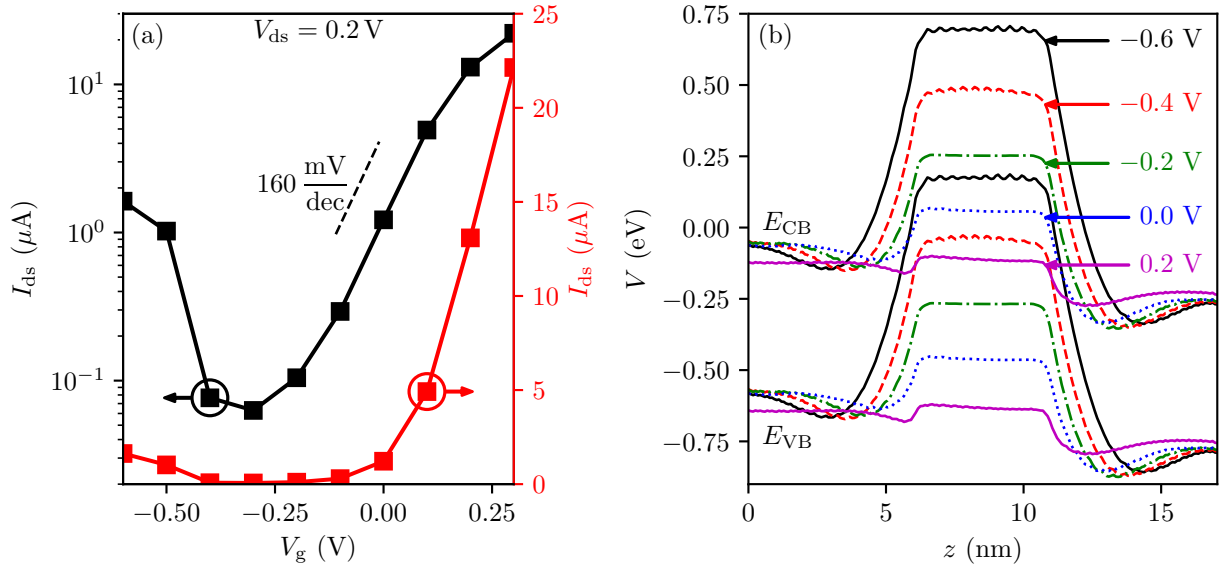 (a)
V_ds = 0.2 V
160 mV/dec
10^1
10^0
10^−1
I_ds (μA)
25
20
15
10
5
0
I_ds (μA)
−0.50
−0.25
0.00
0.25
V_g (V)
(b)
0.75
0.50
0.25
0.00
−0.25
−0.50
−0.75
V (eV)
−0.6 V
−0.4 V
−0.2 V
0.0 V
0.2 V
E_CB
E_VB
0
5
10
15
z (nm)